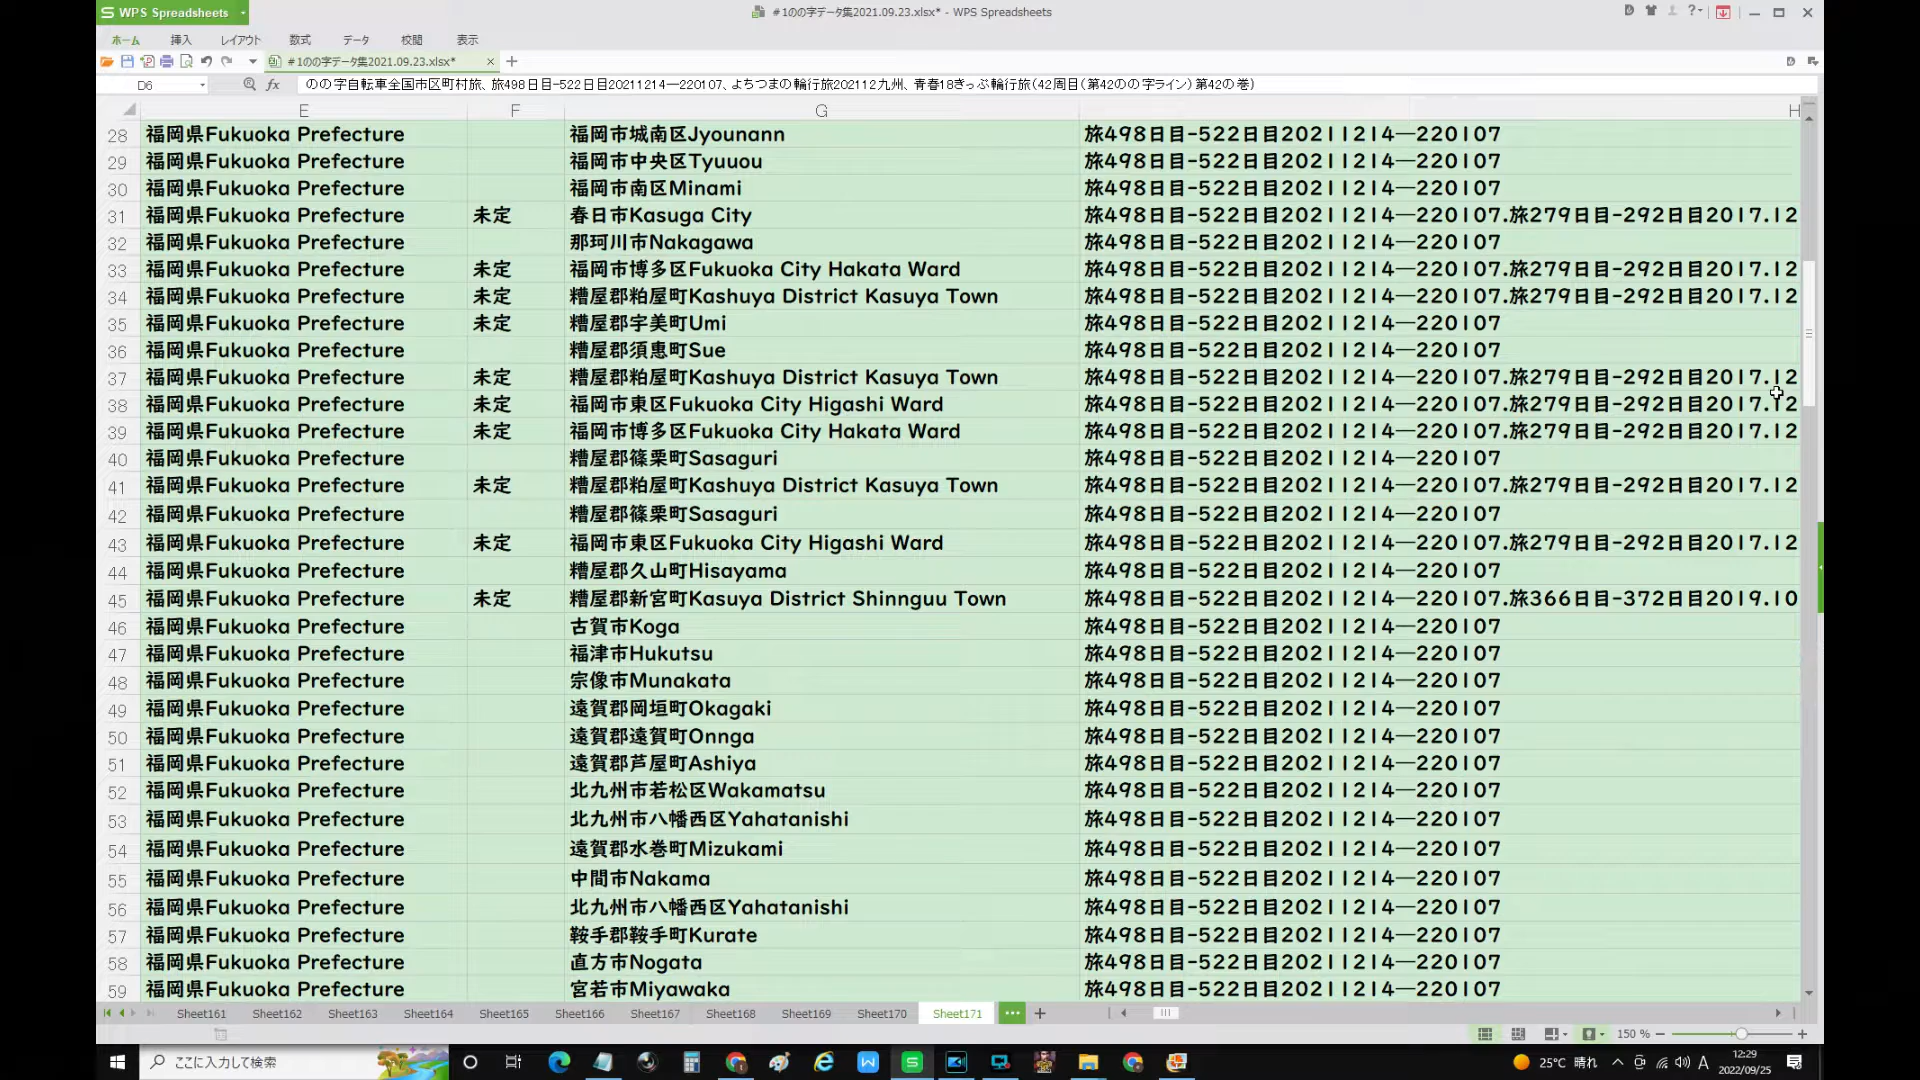 WPS Spreadsheets
#1のの字データ集2021.09.23.xlsx* - WPS Spreadsheets
ホーム 挿入 レイアウト 数式 データ 校閲 表示
#1のの字データ集2021.09.23.xlsx*
D6 fx のの字自転車全国市区町村旅、旅498日目-522日目20211214―220107、よちつまの輪行旅202112九州、青春18きっぷ輪行旅(42周目(第42のの字ライン)第42の巻)
E F G H
28 福岡県Fukuoka Prefecture 福岡市城南区Jyounann 旅498日目-522日目20211214―220107
29 福岡県Fukuoka Prefecture 福岡市中央区Tyuuou 旅498日目-522日目20211214―220107
30 福岡県Fukuoka Prefecture 福岡市南区Minami 旅498日目-522日目20211214―220107
31 福岡県Fukuoka Prefecture 未定 春日市Kasuga City 旅498日目-522日目20211214―220107.旅279日目-292日目2017.12
32 福岡県Fukuoka Prefecture 那珂川市Nakagawa 旅498日目-522日目20211214―220107
33 福岡県Fukuoka Prefecture 未定 福岡市博多区Fukuoka City Hakata Ward 旅498日目-522日目20211214―220107.旅279日目-292日目2017.12
34 福岡県Fukuoka Prefecture 未定 糟屋郡粕屋町Kashuya District Kasuya Town 旅498日目-522日目20211214―220107.旅279日目-292日目2017.12
35 福岡県Fukuoka Prefecture 未定 糟屋郡宇美町Umi 旅498日目-522日目20211214―220107
36 福岡県Fukuoka Prefecture 糟屋郡須恵町Sue 旅498日目-522日目20211214―220107
37 福岡県Fukuoka Prefecture 未定 糟屋郡粕屋町Kashuya District Kasuya Town 旅498日目-522日目20211214―220107.旅279日目-292日目2017.12
38 福岡県Fukuoka Prefecture 未定 福岡市東区Fukuoka City Higashi Ward 旅498日目-522日目20211214―220107.旅279日目-292日目2017.12
39 福岡県Fukuoka Prefecture 未定 福岡市博多区Fukuoka City Hakata Ward 旅498日目-522日目20211214―220107.旅279日目-292日目2017.12
40 福岡県Fukuoka Prefecture 糟屋郡篠栗町Sasaguri 旅498日目-522日目20211214―220107
41 福岡県Fukuoka Prefecture 未定 糟屋郡粕屋町Kashuya District Kasuya Town 旅498日目-522日目20211214―220107.旅279日目-292日目2017.12
42 福岡県Fukuoka Prefecture 糟屋郡篠栗町Sasaguri 旅498日目-522日目20211214―220107
43 福岡県Fukuoka Prefecture 未定 福岡市東区Fukuoka City Higashi Ward 旅498日目-522日目20211214―220107.旅279日目-292日目2017.12
44 福岡県Fukuoka Prefecture 糟屋郡久山町Hisayama 旅498日目-522日目20211214―220107
45 福岡県Fukuoka Prefecture 未定 糟屋郡新宮町Kasuya District Shinnguu Town 旅498日目-522日目20211214―220107.旅366日目-372日目2019.10
46 福岡県Fukuoka Prefecture 古賀市Koga 旅498日目-522日目20211214―220107
47 福岡県Fukuoka Prefecture 福津市Hukutsu 旅498日目-522日目20211214―220107
48 福岡県Fukuoka Prefecture 宗像市Munakata 旅498日目-522日目20211214―220107
49 福岡県Fukuoka Prefecture 遠賀郡岡垣町Okagaki 旅498日目-522日目20211214―220107
50 福岡県Fukuoka Prefecture 遠賀郡遠賀町Onnga 旅498日目-522日目20211214―220107
51 福岡県Fukuoka Prefecture 遠賀郡芦屋町Ashiya 旅498日目-522日目20211214―220107
52 福岡県Fukuoka Prefecture 北九州市若松区Wakamatsu 旅498日目-522日目20211214―220107
53 福岡県Fukuoka Prefecture 北九州市八幡西区Yahatanishi 旅498日目-522日目20211214―220107
54 福岡県Fukuoka Prefecture 遠賀郡水巻町Mizukami 旅498日目-522日目20211214―220107
55 福岡県Fukuoka Prefecture 中間市Nakama 旅498日目-522日目20211214―220107
56 福岡県Fukuoka Prefecture 北九州市八幡西区Yahatanishi 旅498日目-522日目20211214―220107
57 福岡県Fukuoka Prefecture 鞍手郡鞍手町Kurate 旅498日目-522日目20211214―220107
58 福岡県Fukuoka Prefecture 直方市Nogata 旅498日目-522日目20211214―220107
59 福岡県Fukuoka Prefecture 宮若市Miyawaka 旅498日目-522日目20211214―220107
Sheet161 Sheet162 Sheet163 Sheet164 Sheet165 Sheet166 Sheet167 Sheet168 Sheet169 Sheet170 Sheet171
150 %
ここに入力して検索 25°C 晴れ A 12:29
2022/09/25